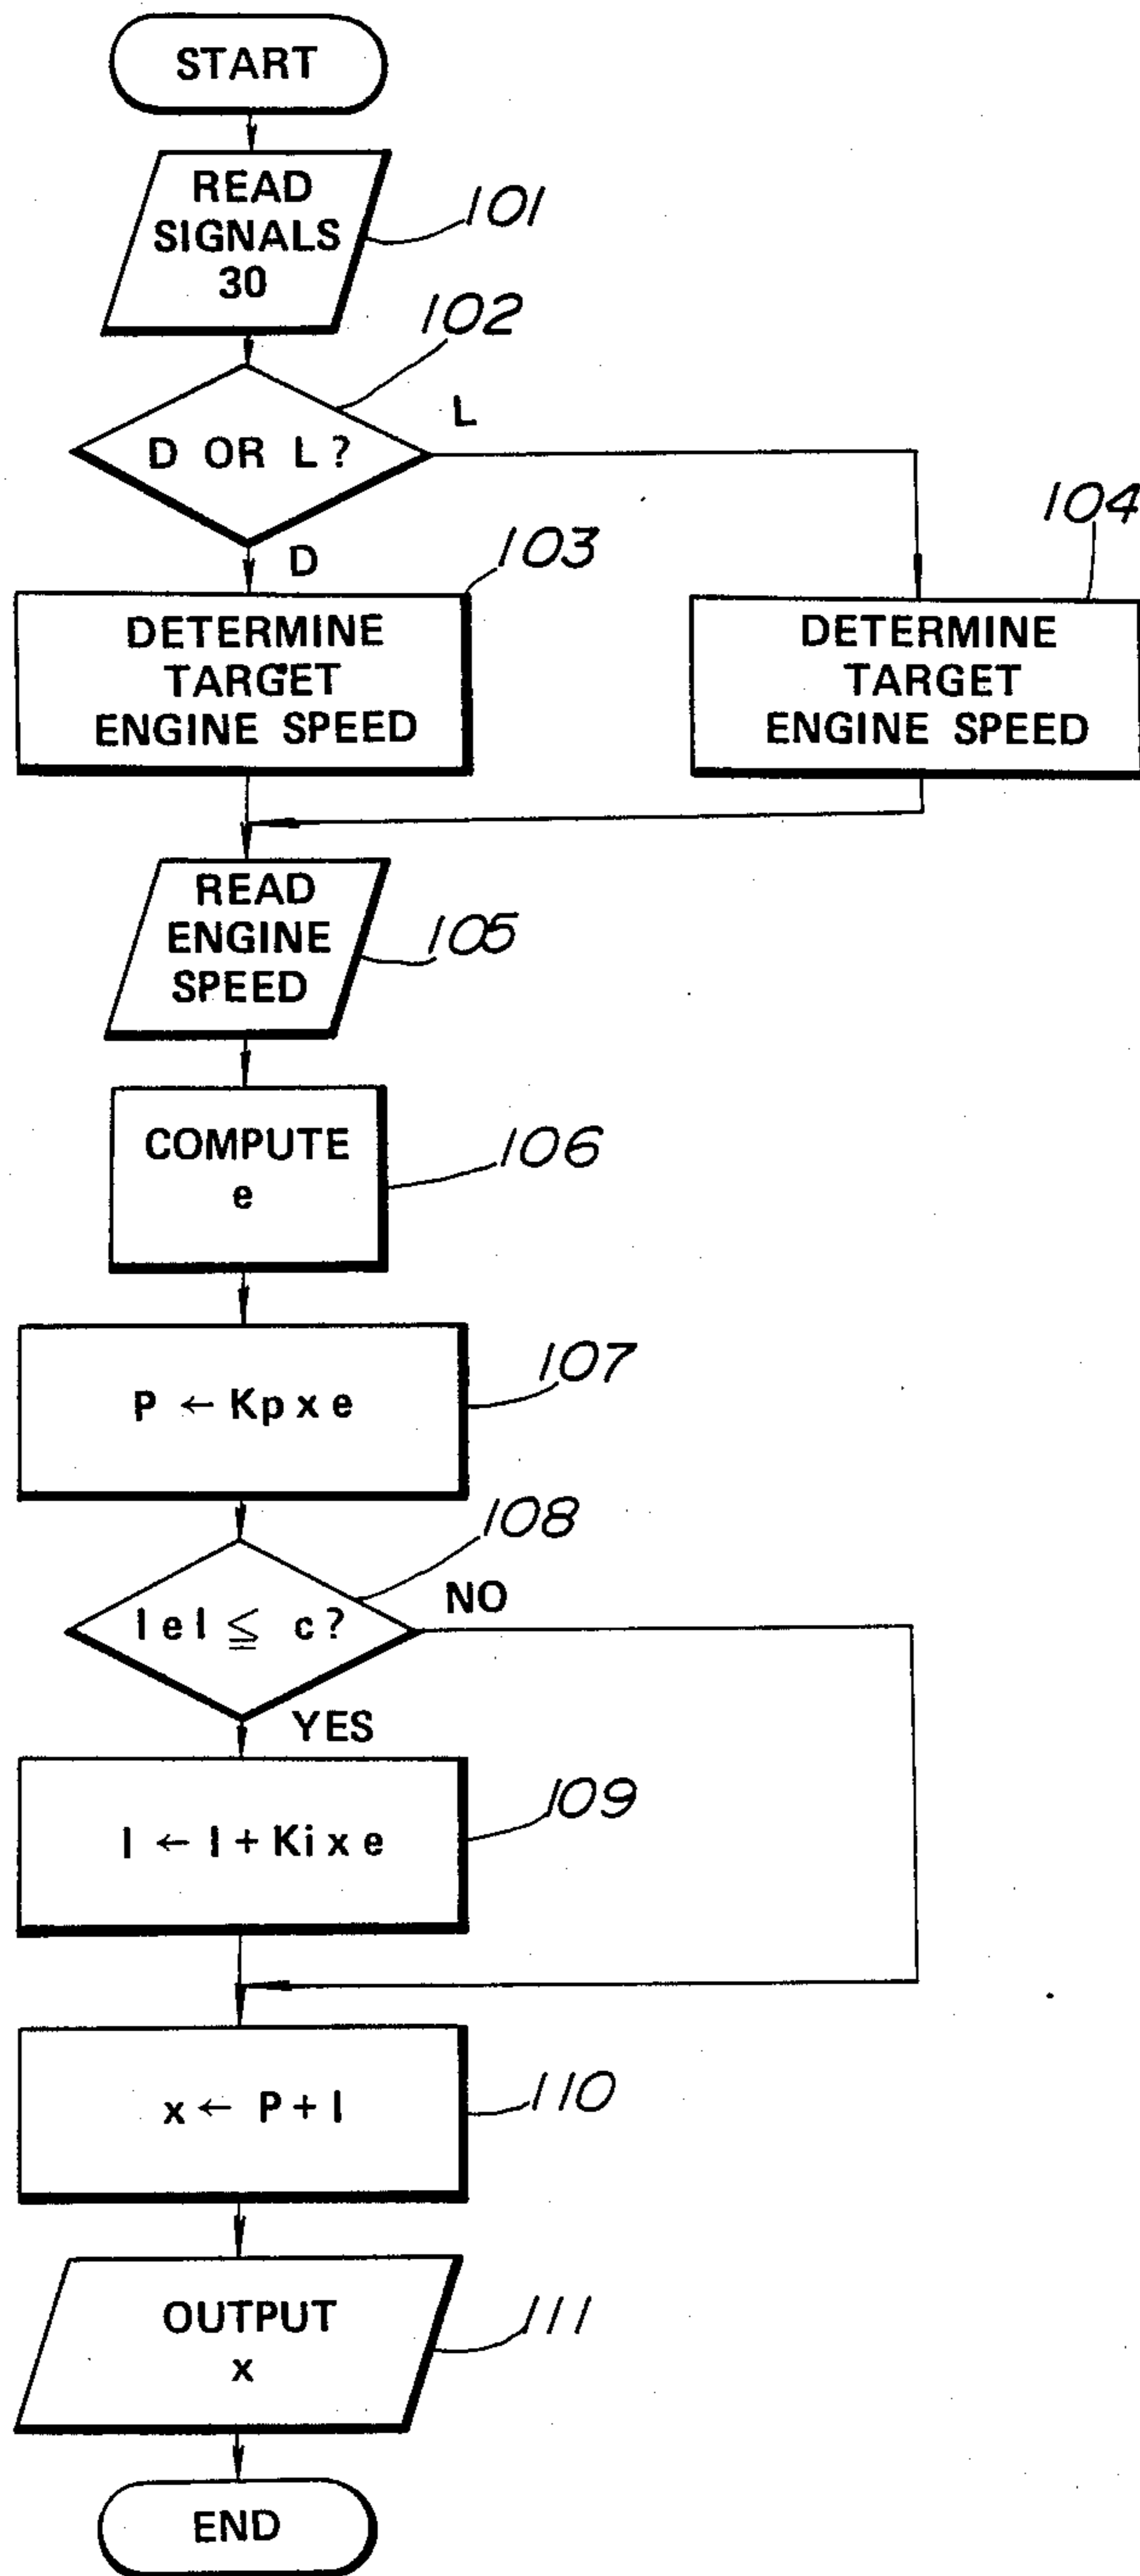 START
READ
SIGNALS
30
101
102
D OR L?
L
D
103
DETERMINE
TARGET
ENGINE SPEED
104
DETERMINE
TARGET
ENGINE SPEED
READ
ENGINE
SPEED
105
COMPUTE
e
106
P ← Kp x e
107
108
|e| ≦ c?
NO
YES
I ← I + Ki x e
109
x ← P + I
110
OUTPUT
x
111
END